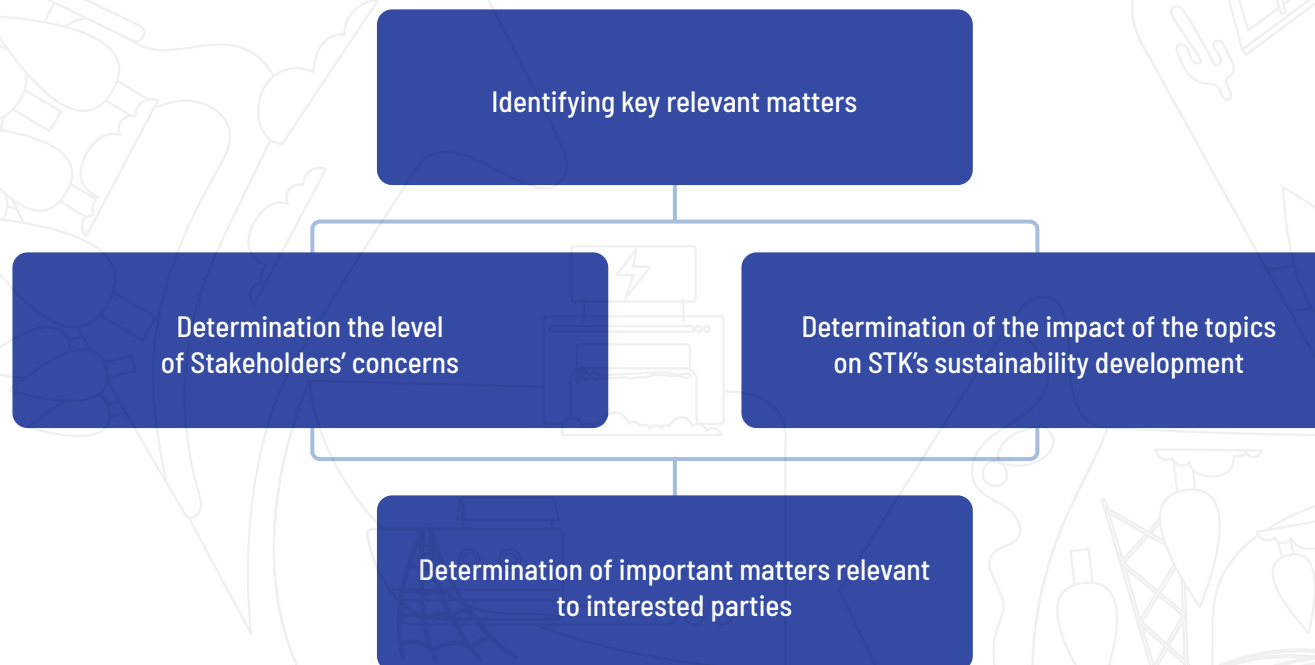 Identifying key relevant matters
Determination the level
of Stakeholders’ concerns
Determination of the impact of the topics
on STK’s sustainability development
Determination of important matters relevant
to interested parties